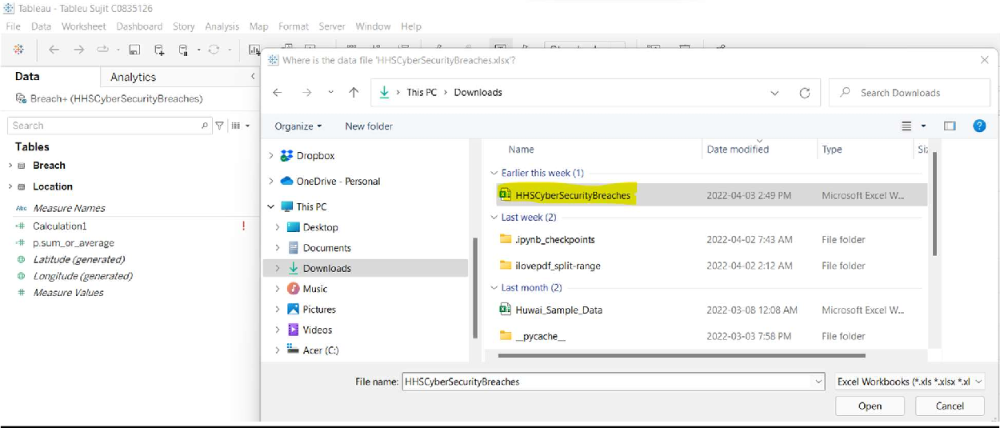 Tableau - Tableu Sujit C0835126
File Data Worksheet Dashboard Story Analysis Map Format Server Window Help
Data Analytics
Breach+ (HHSCyberSecurityBreaches)
Search
Tables
Breach
Location
Abc Measure Names
Calculation1 !
p.sum_or_average
Latitude (generated)
Longitude (generated)
Measure Values
Where is the data file 'HHSCyberSecurityBreaches.xlsx'?
This PC > Downloads
Search Downloads
Organize New folder
Dropbox
OneDrive - Personal
This PC
Desktop
Documents
Downloads
Music
Pictures
Videos
Acer (C:)
Name Date modified Type
Earlier this week (1)
HHSCyberSecurityBreaches 2022-04-03 2:49 PM Microsoft Excel W...
Last week (2)
.ipynb_checkpoints 2022-04-02 7:43 AM File folder
ilovepdf_split-range 2022-04-02 2:12 AM File folder
Last month (2)
Huwai_Sample_Data 2022-03-08 12:08 AM Microsoft Excel W...
__pycache__ 2022-03-03 7:58 PM File folder
File name: HHSCyberSecurityBreaches Excel Workbooks (*.xls *.xlsx *.xl
Open Cancel